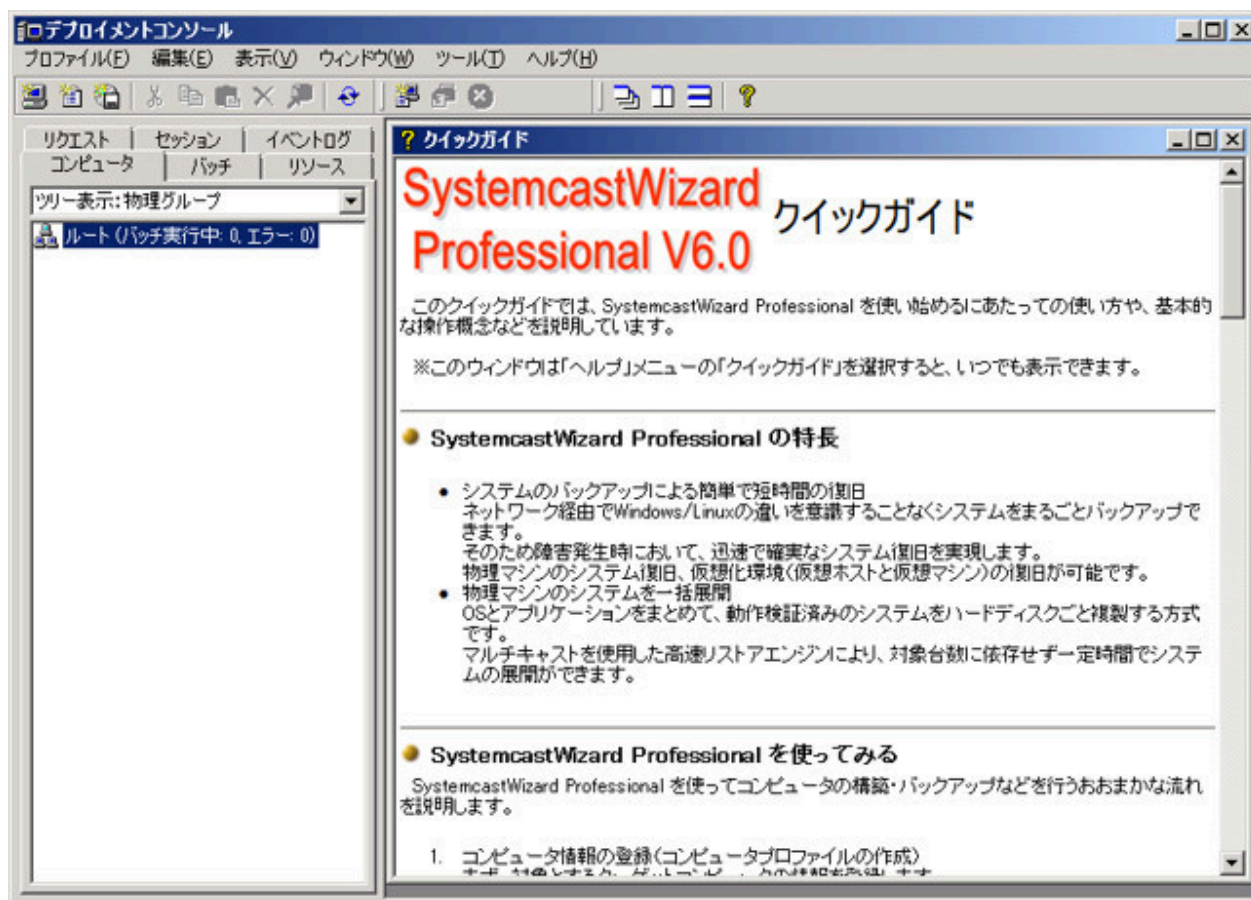 デプロイメントコンソール
プロファイル(F) 編集(E) 表示(V) ウィンドウ(W) ツール(T) ヘルプ(H)
リクエスト セッション イベントログ
コンピュータ バッチ リソース
ツリー表示:物理グループ
ルート (バッチ実行中: 0, エラー: 0)
クイックガイド
SystemcastWizard
Professional V6.0
クイックガイド
このクイックガイドでは、SystemcastWizard Professional を使い始めるにあたっての使い方や、基本的
な操作概念などを説明しています。
※このウィンドウは「ヘルプ」メニューの「クイックガイド」を選択すると、いつでも表示できます。
SystemcastWizard Professional の特長
• システムのバックアップによる簡単で短時間の復旧
ネットワーク経由でWindows/Linuxの違いを意識することなくシステムをまるごとバックアップで
きます。
そのため障害発生時において、迅速で確実なシステム復旧を実現します。
物理マシンのシステム復旧、仮想化環境(仮想ホストと仮想マシン)の復旧が可能です。
• 物理マシンのシステムを一括展開
OSとアプリケーションをまとめて、動作検証済みのシステムをハードディスクごと複製する方式
です。
マルチキャストを使用した高速リストアエンジンにより、対象台数に依存せず一定時間でシステ
ムの展開ができます。
SystemcastWizard Professional を使ってみる
SystemcastWizard Professional を使ってコンピュータの構築・バックアップなどを行うおおまかな流れ
を説明します。
1. コンピュータ情報の登録(コンピュータプロファイルの作成)